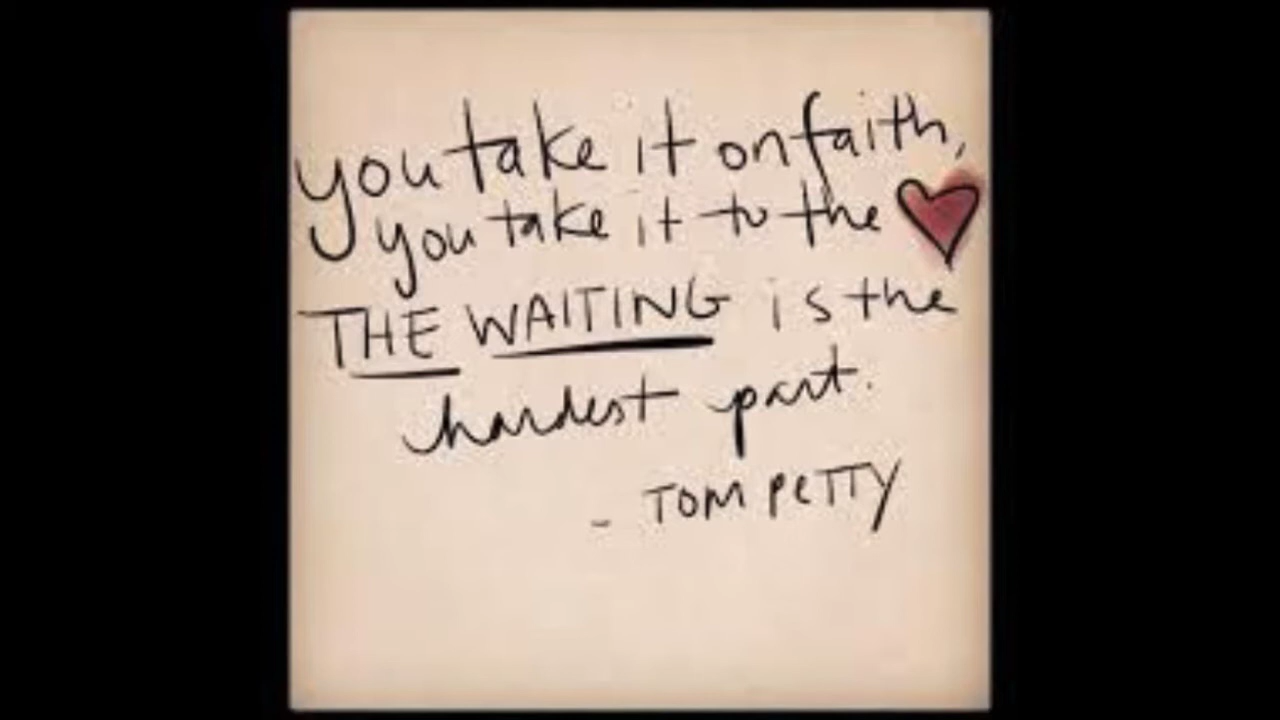 you take it on faith,
you take it to the
THE WAITING is the
hardest part.
- TOM PETTY